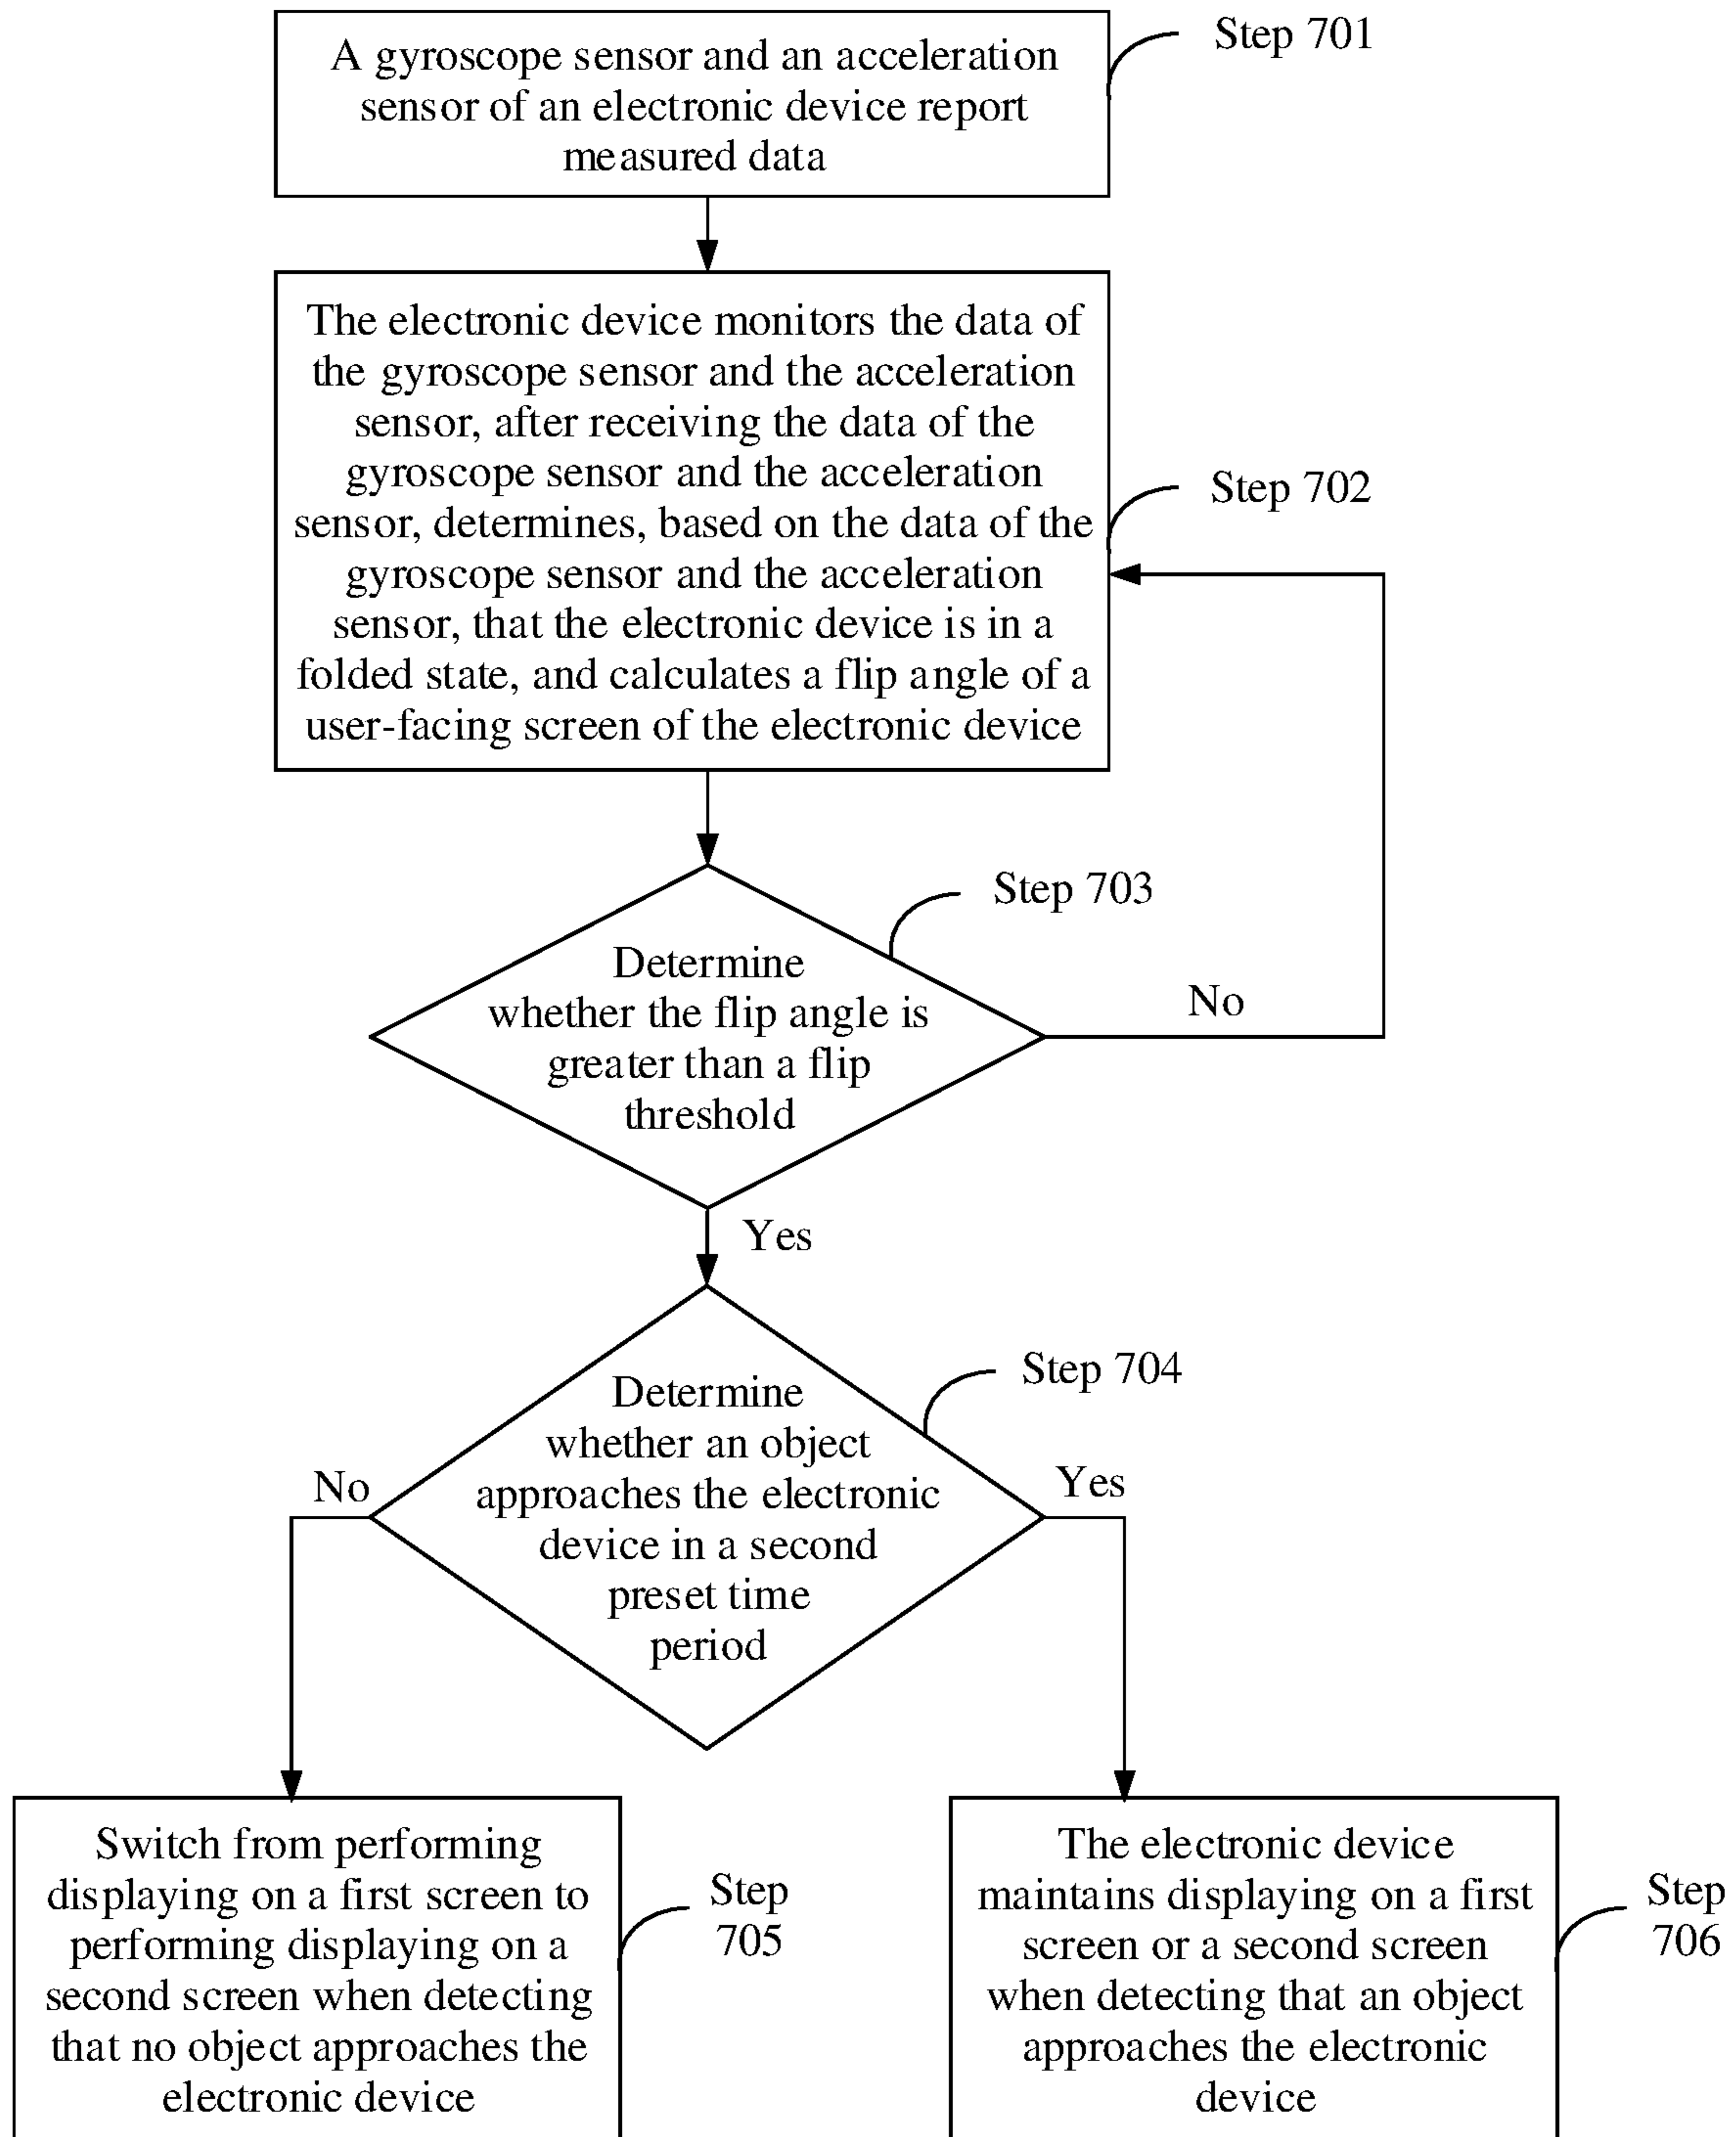 A gyroscope sensor and an acceleration
sensor of an electronic device report
measured data
Step 701
The electronic device monitors the data of
the gyroscope sensor and the acceleration
sensor, after receiving the data of the
gyroscope sensor and the acceleration
sensor, determines, based on the data of the
gyroscope sensor and the acceleration
sensor, that the electronic device is in a
folded state, and calculates a flip angle of a
user-facing screen of the electronic device
Step 702
Step 703
Determine
whether the flip angle is
greater than a flip
threshold
No
Yes
Step 704
Determine
whether an object
approaches the electronic
device in a second
preset time
period
No
Yes
Switch from performing
displaying on a first screen to
performing displaying on a
second screen when detecting
that no object approaches the
electronic device
Step
705
The electronic device
maintains displaying on a first
screen or a second screen
when detecting that an object
approaches the electronic
device
Step
706